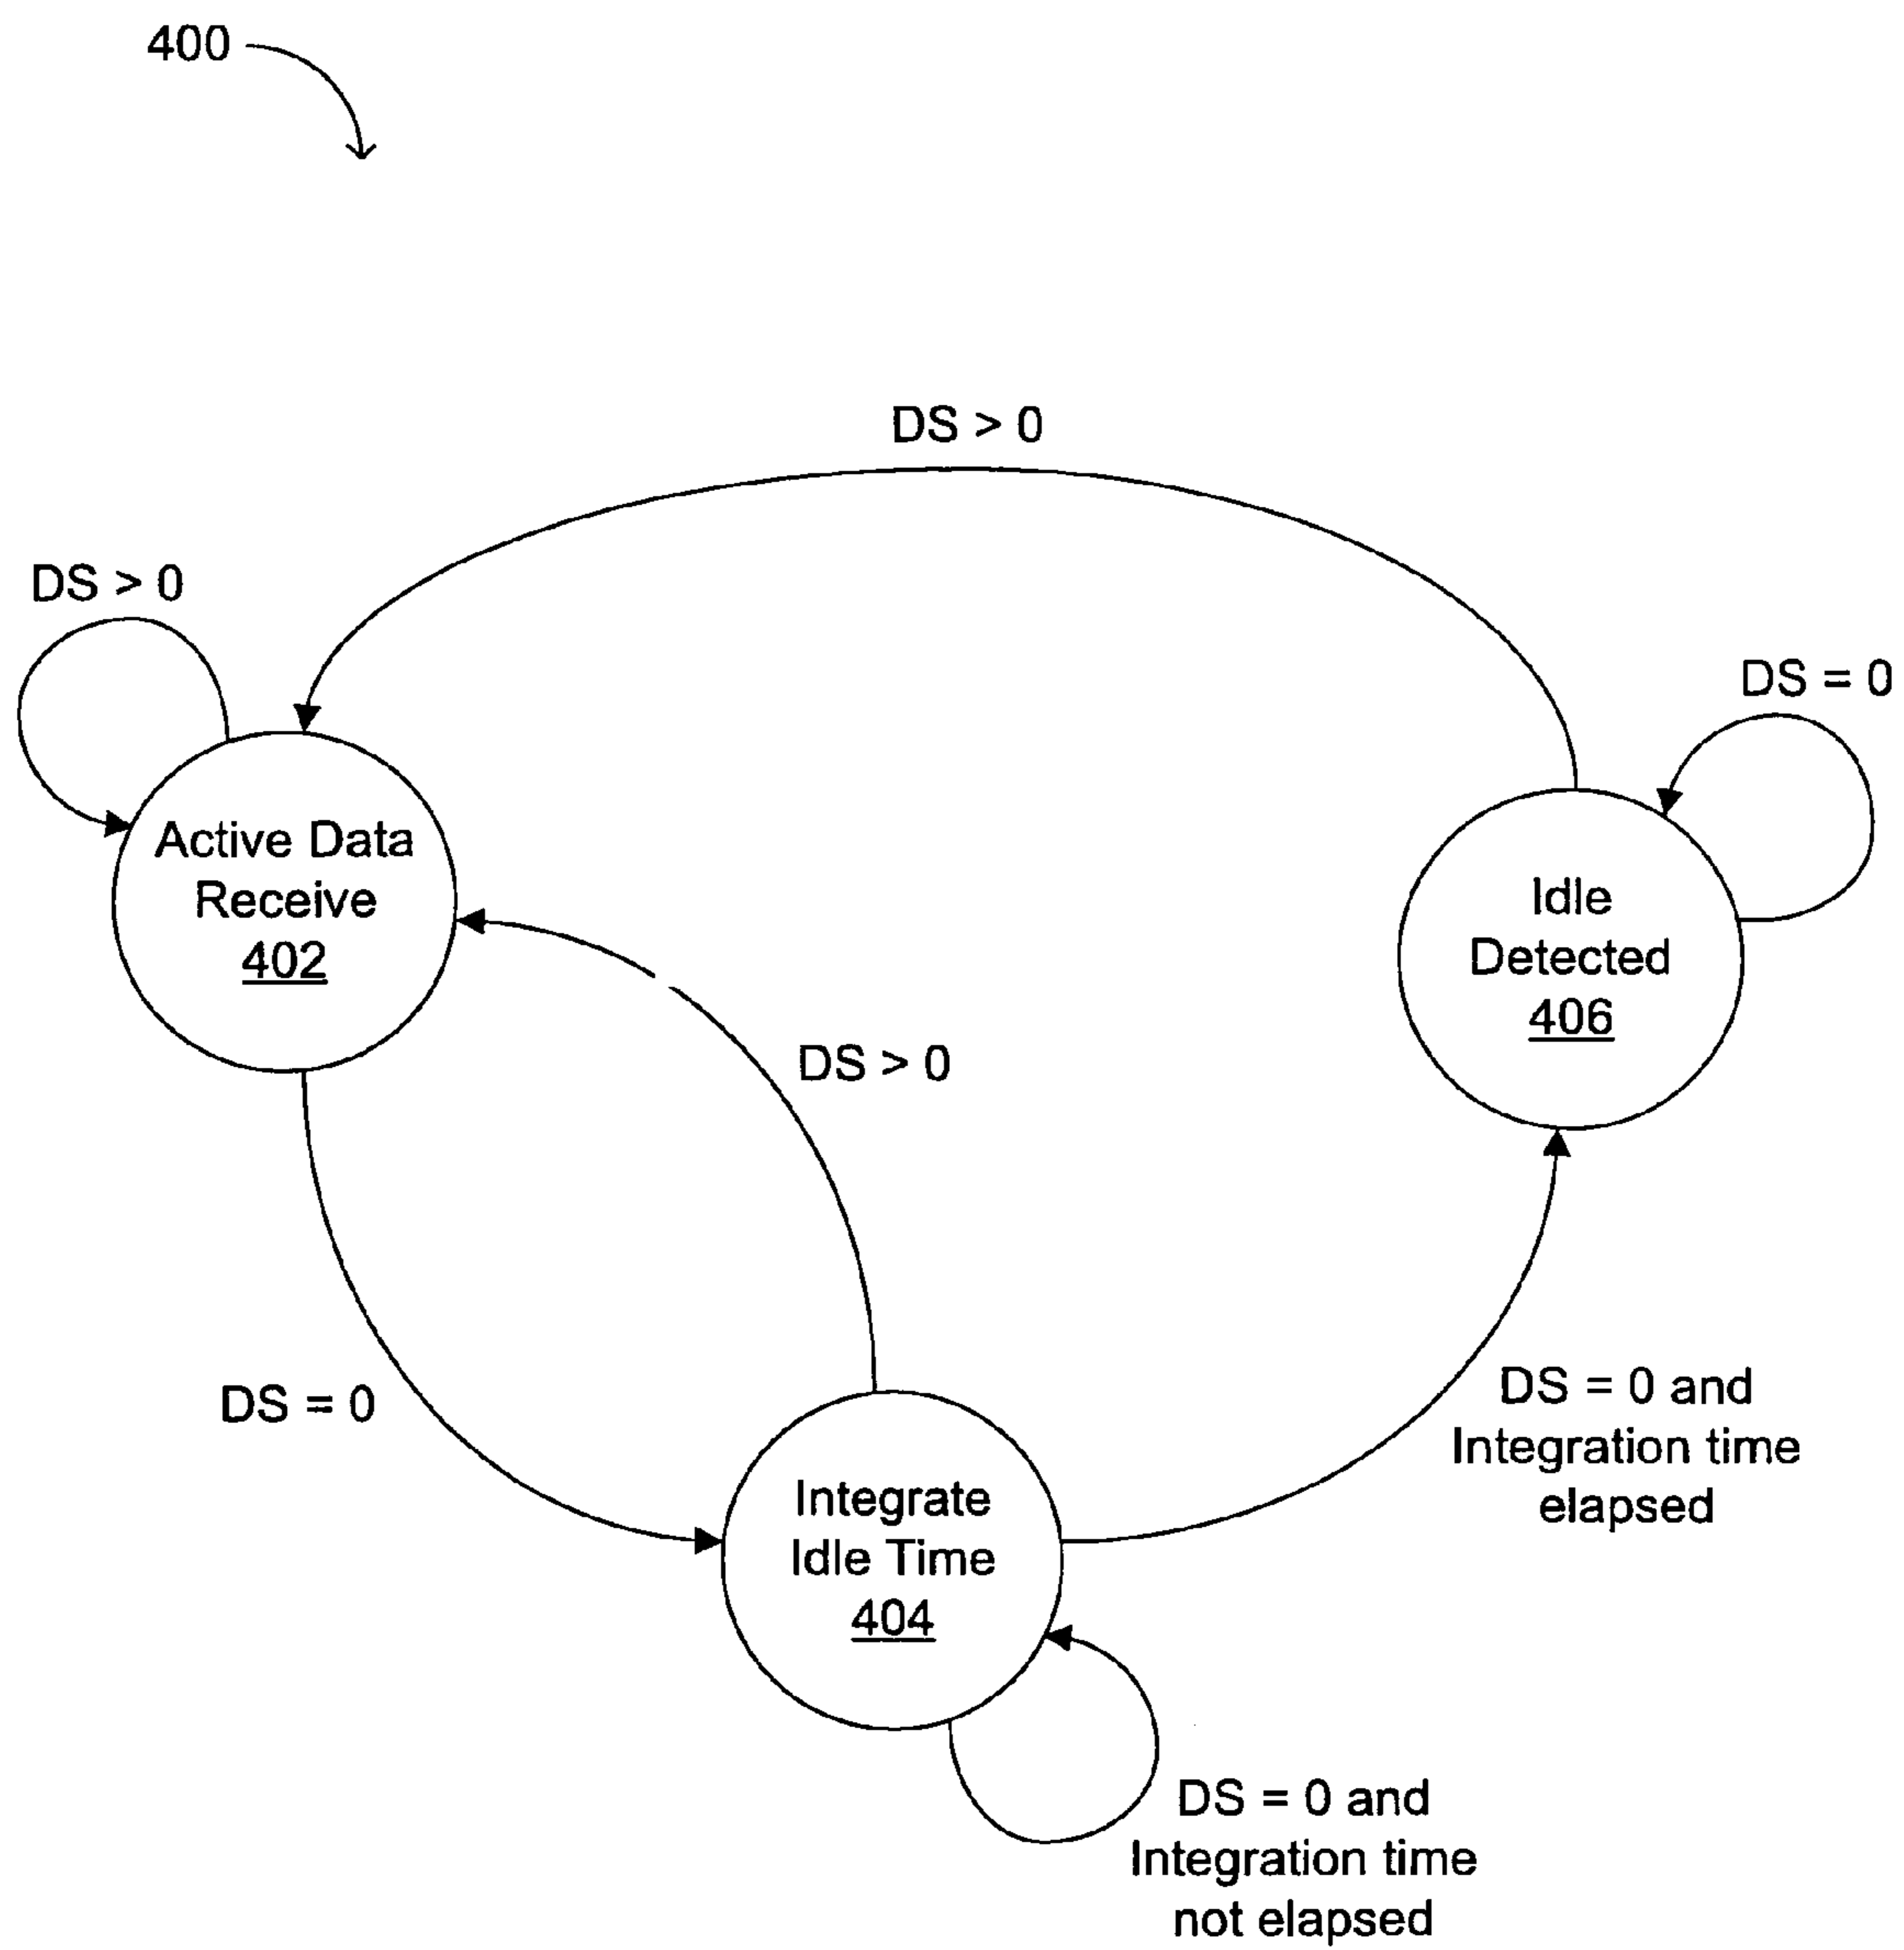 400
DS > 0
DS > 0
DS = 0
Active Data
Receive
402
Idle
Detected
406
DS > 0
DS = 0
DS = 0 and
Integration time
elapsed
Integrate
Idle Time
404
DS = 0 and
Integration time
not elapsed